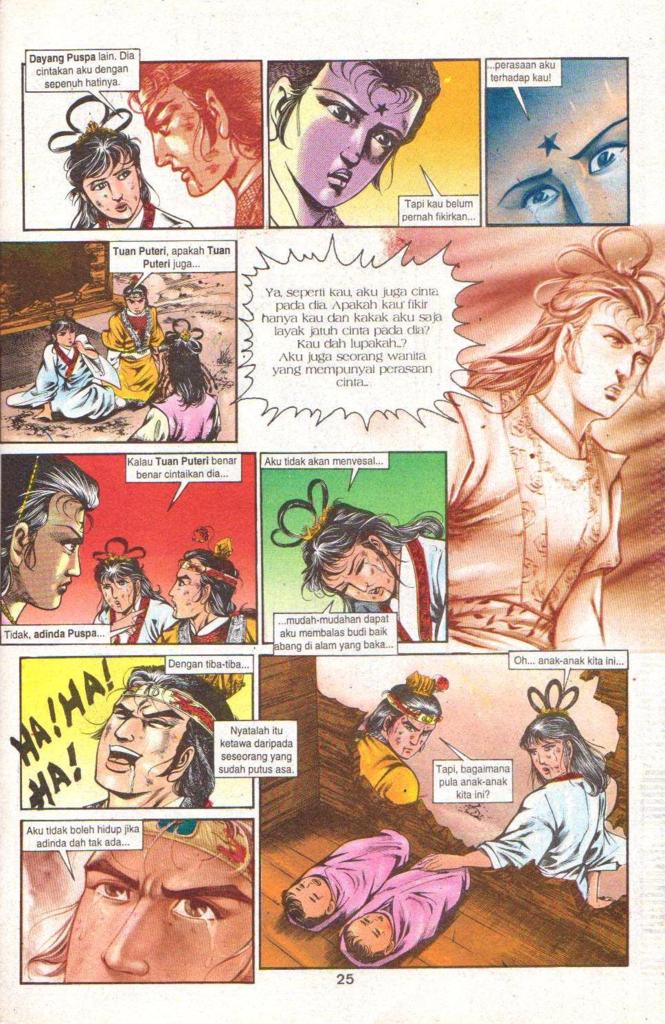 Dayang Puspa lain. Dia
cintakan aku dengan
sepenuh hatinya.
Tapi kau belum
pernah fikirkan...
...perasaan aku
terhadap kau!
Tuan Puteri, apakah Tuan
Puteri juga...
Ya, seperti kau, aku juga cinta
pada dia. Apakah kau fikir
hanya kau dan kakak aku saja
layak jatuh cinta pada dia?
Kau dah lupakah..?
Aku juga seorang wanita
yang mempunyai perasaan
cinta..
Kalau Tuan Puteri benar
benar cintaikan dia...
Tidak, adinda Puspa...
Aku tidak akan menyesal...
...mudah-mudahan dapat
aku membalas budi baik
abang di alam yang baka...
Dengan tiba-tiba...
HA! HA!
HA!
Nyatalah itu
ketawa daripada
seseorang yang
sudah putus asa.
Oh... anak-anak kita ini...
Tapi, bagaimana
pula anak-anak
kita ini?
Aku tidak boleh hidup jika
adinda dah tak ada...
25